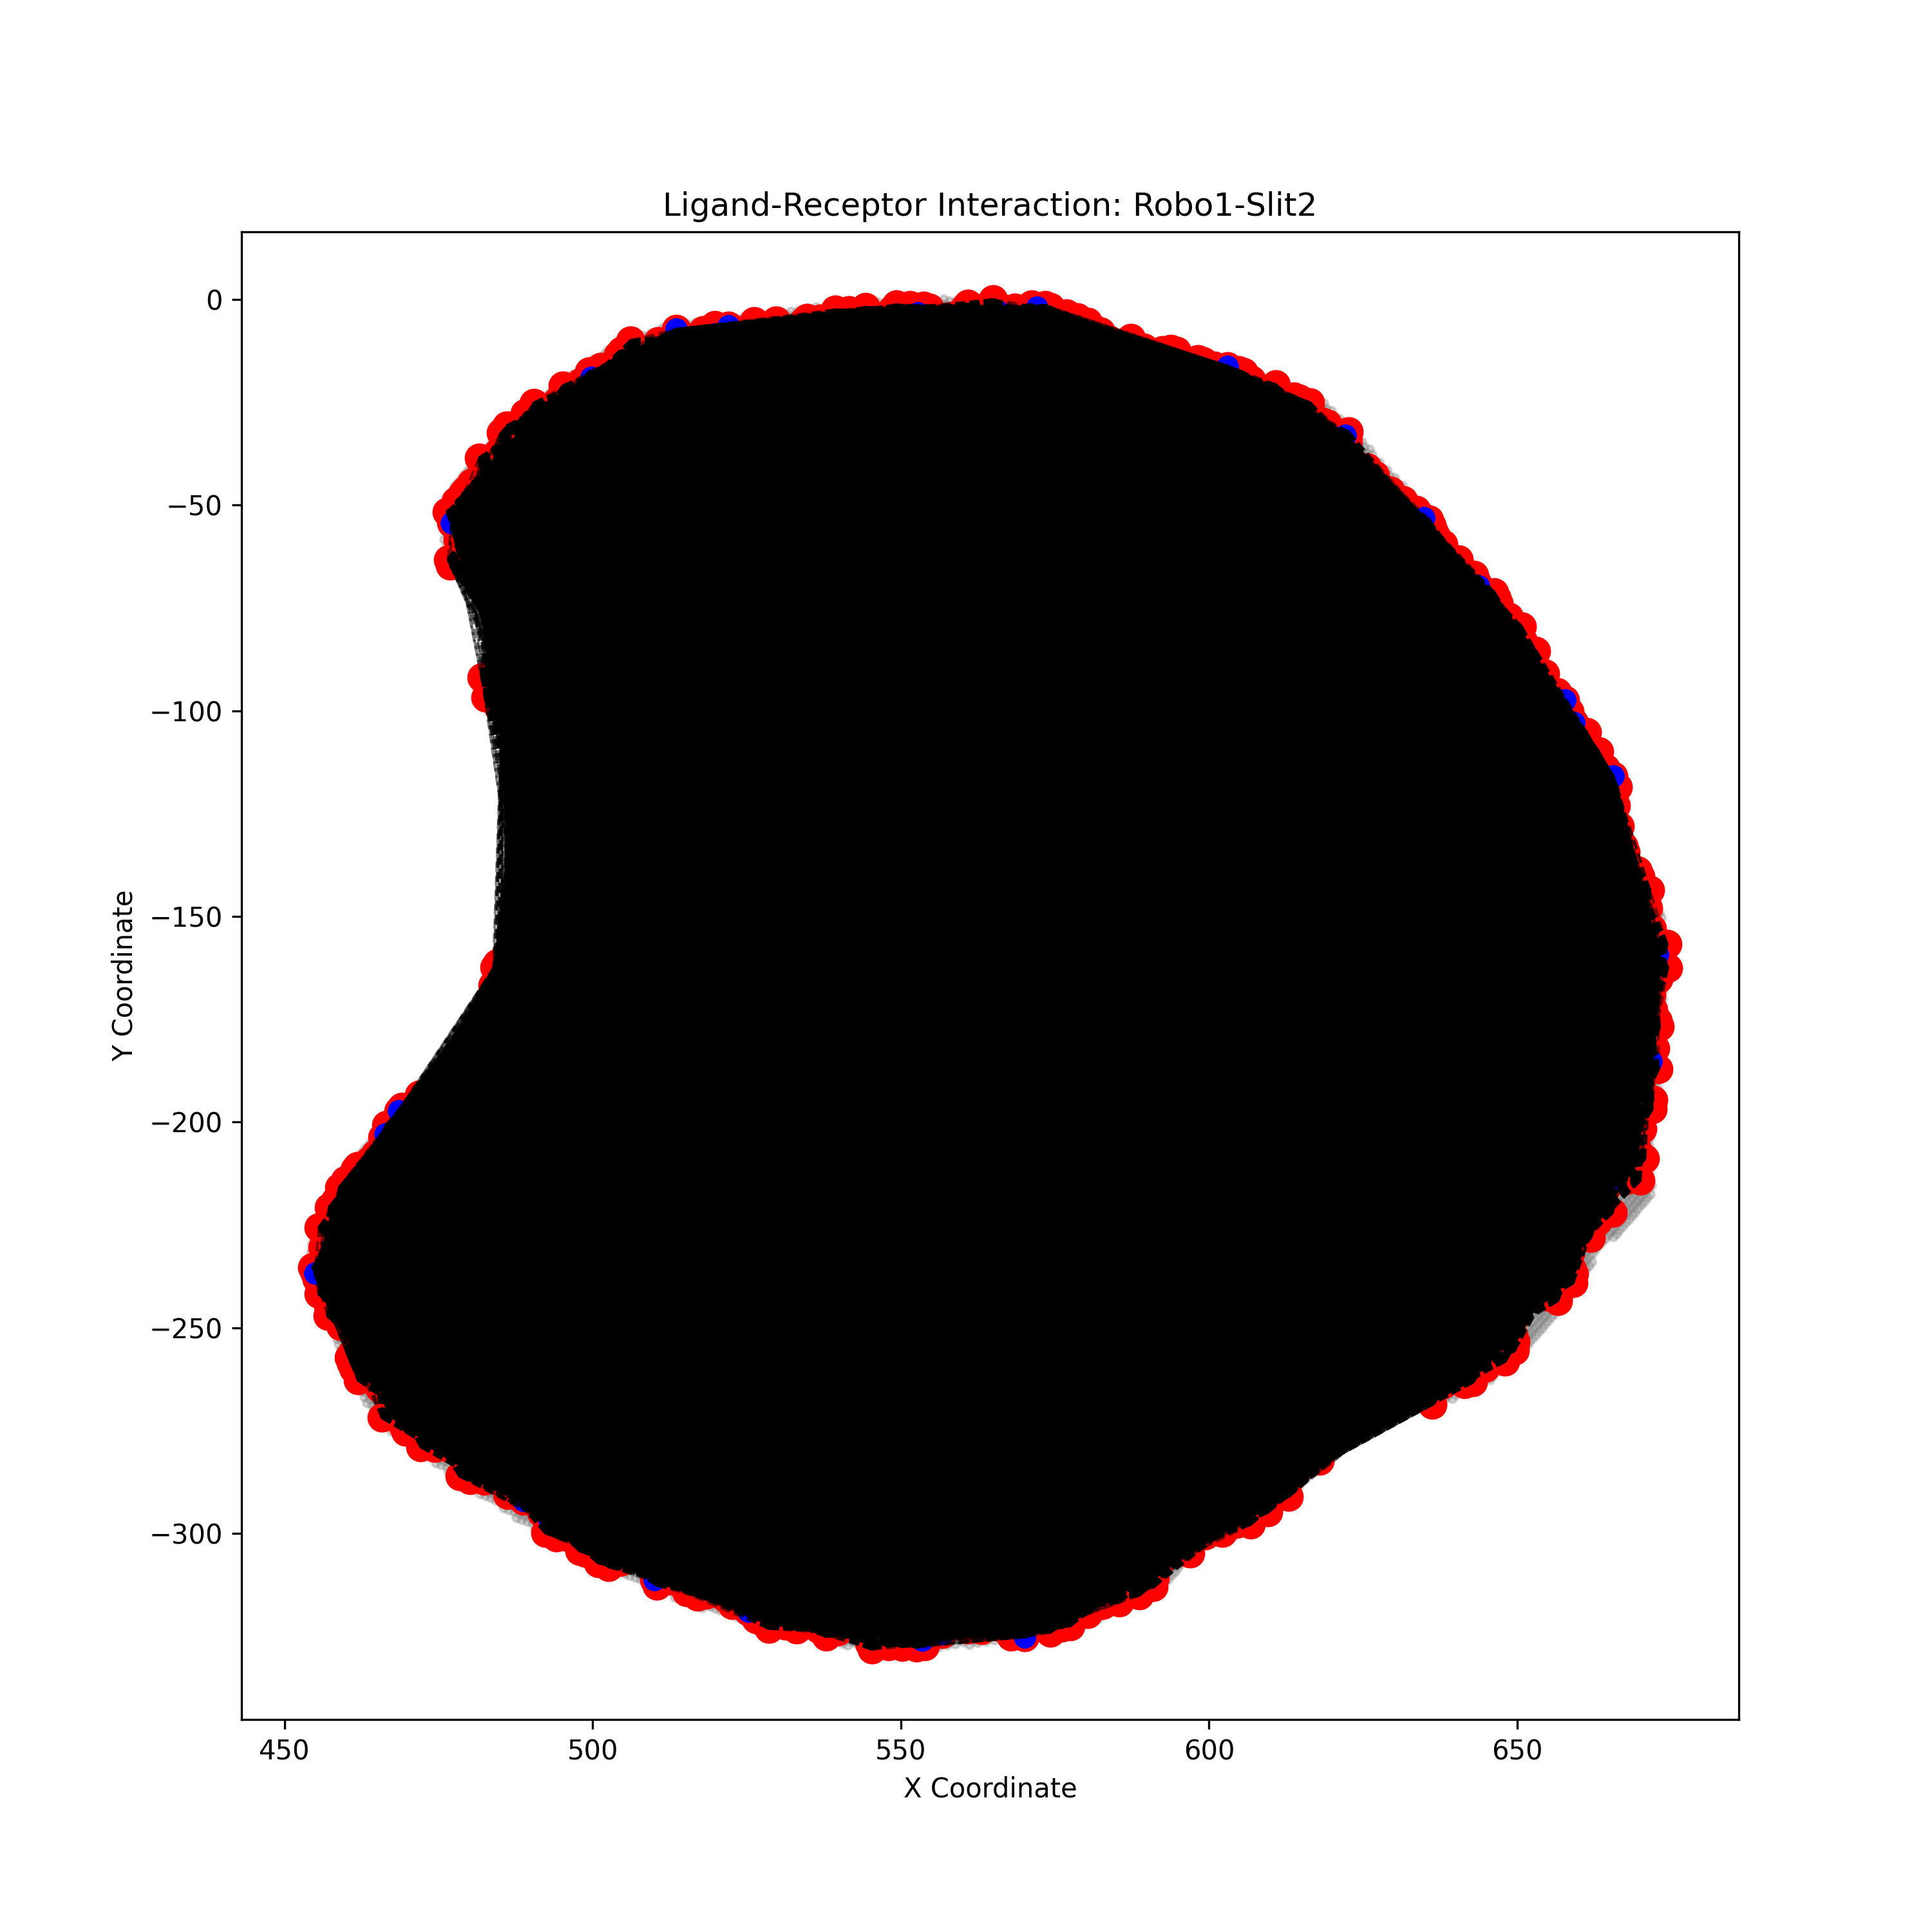 Ligand-Receptor Interaction: Robo1-Slit2
0
−50
−100
−150
−200
−250
−300
Y Coordinate
450 500 550 600 650
X Coordinate